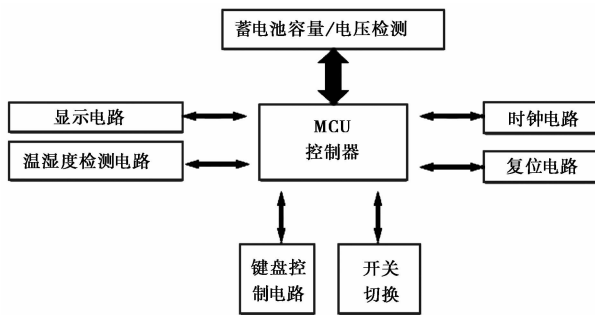 蓄电池容量/电压检测
显示电路
MCU
控制器
时钟电路
温湿度检测电路
复位电路
键盘控
制电路
开关
切换